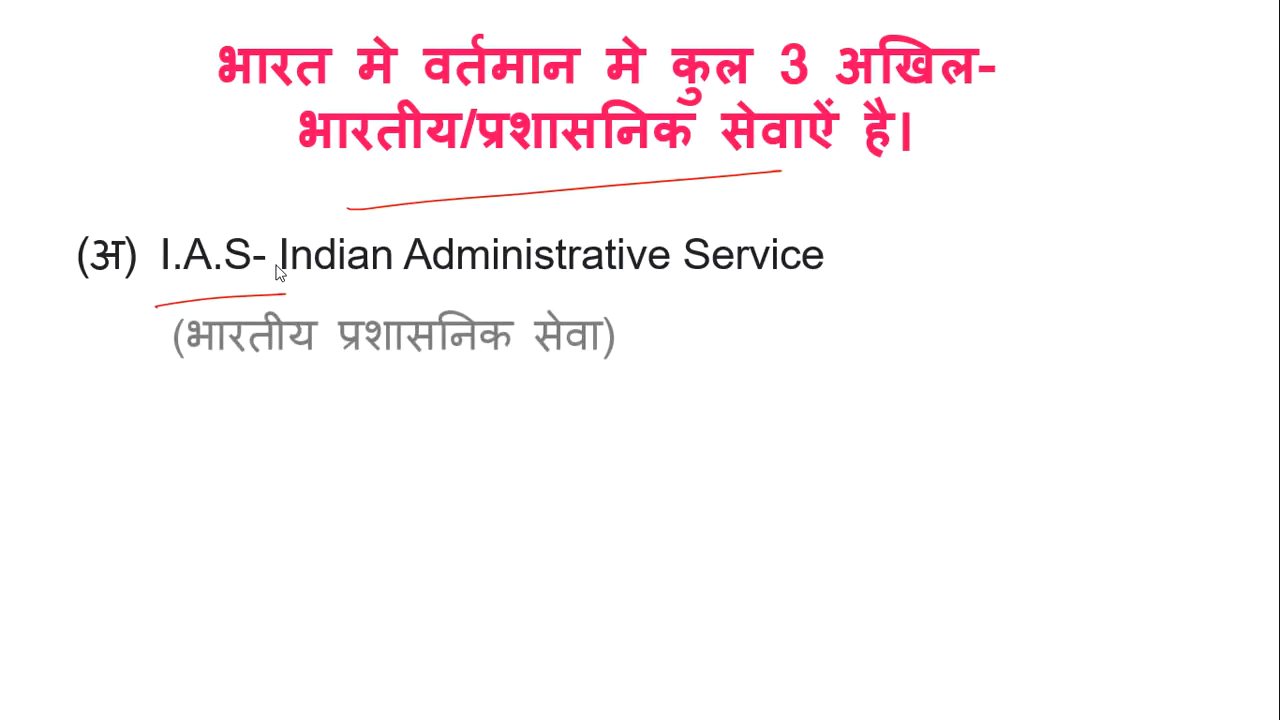 भारत मे वर्तमान मे कुल 3 अखिल-
भारतीय/प्रशासनिक सेवाऐं है।
(अ) I.A.S- Indian Administrative Service
(भारतीय प्रशासनिक सेवा)